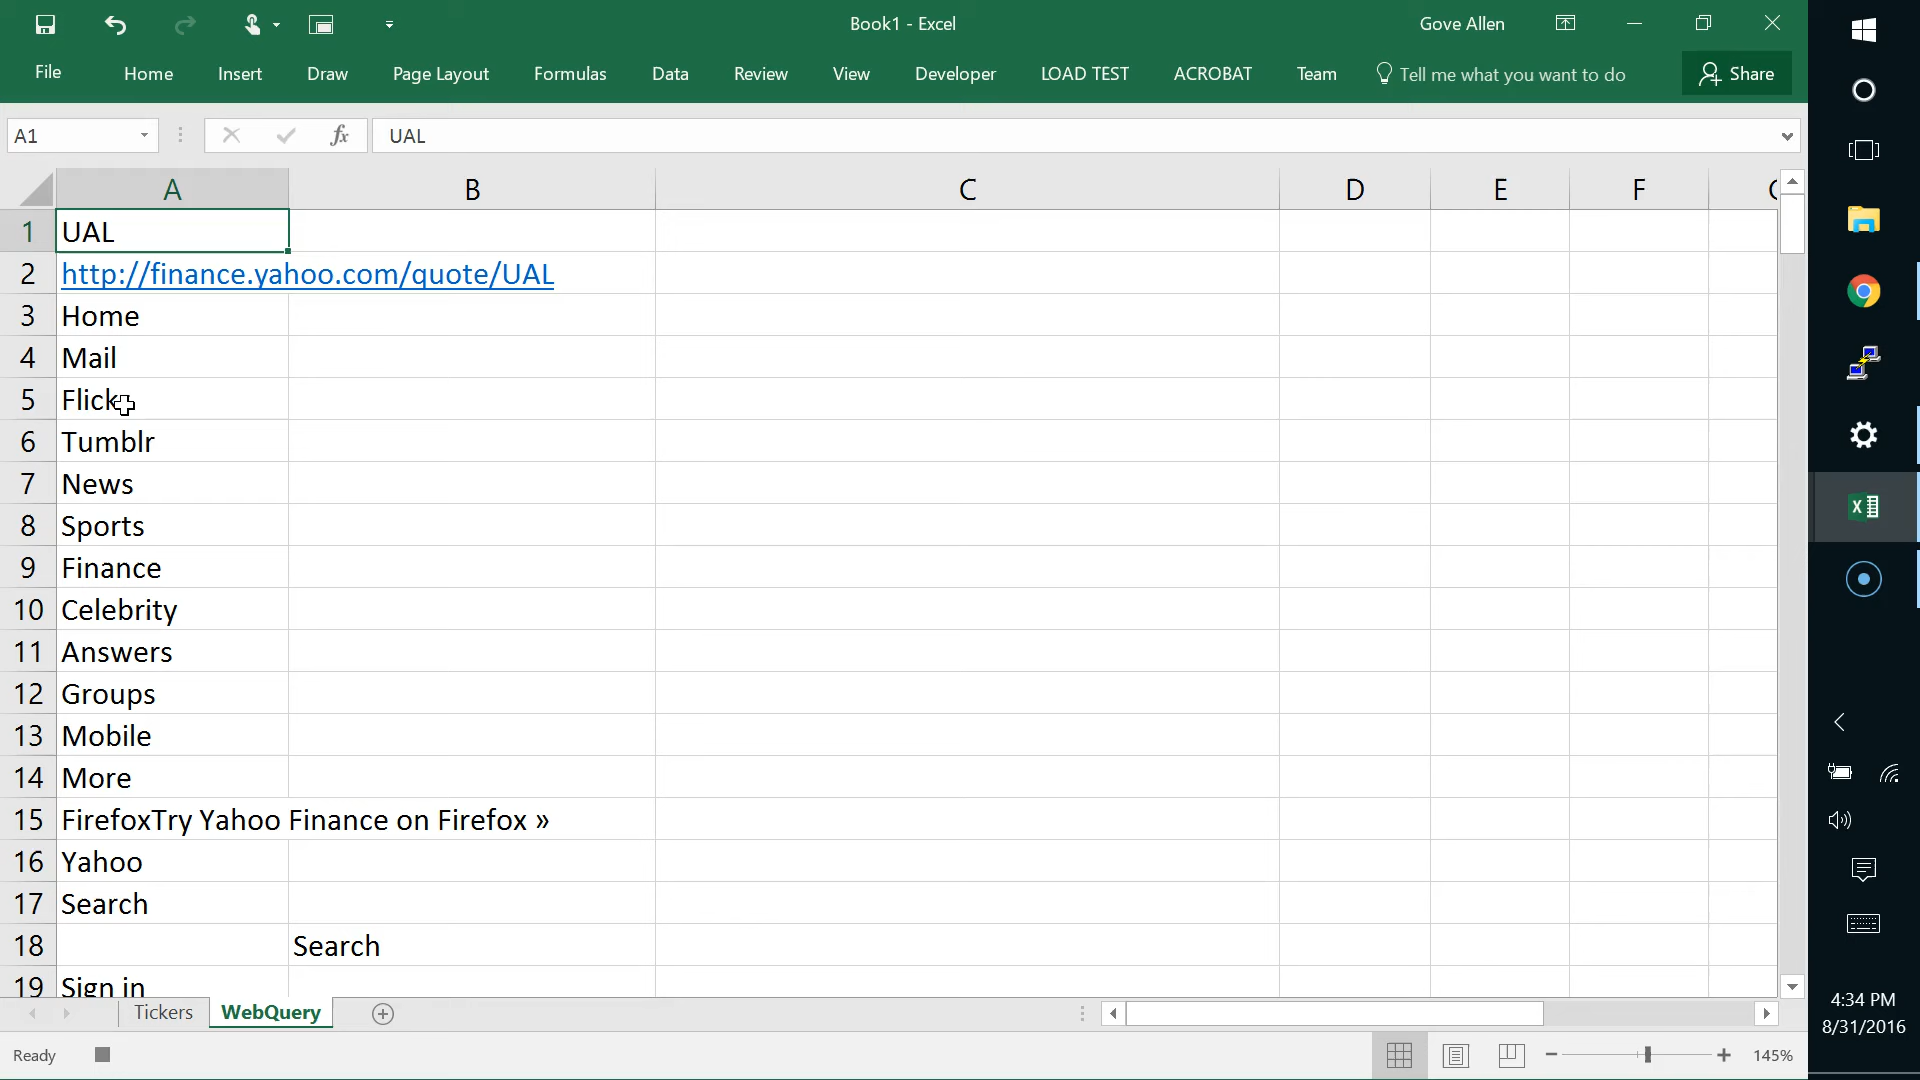 Book1 - Excel
Gove Allen
File Home Insert Draw Page Layout Formulas Data Review View Developer LOAD TEST ACROBAT Team Tell me what you want to do Share
A1 fx UAL
A B C D E F
1 UAL
2 http://finance.yahoo.com/quote/UAL
3 Home
4 Mail
5 Flick
6 Tumblr
7 News
8 Sports
9 Finance
10 Celebrity
11 Answers
12 Groups
13 Mobile
14 More
15 FirefoxTry Yahoo Finance on Firefox »
16 Yahoo
17 Search
18 Search
19 Sign in
Tickers WebQuery
Ready 145%
4:34 PM
8/31/2016